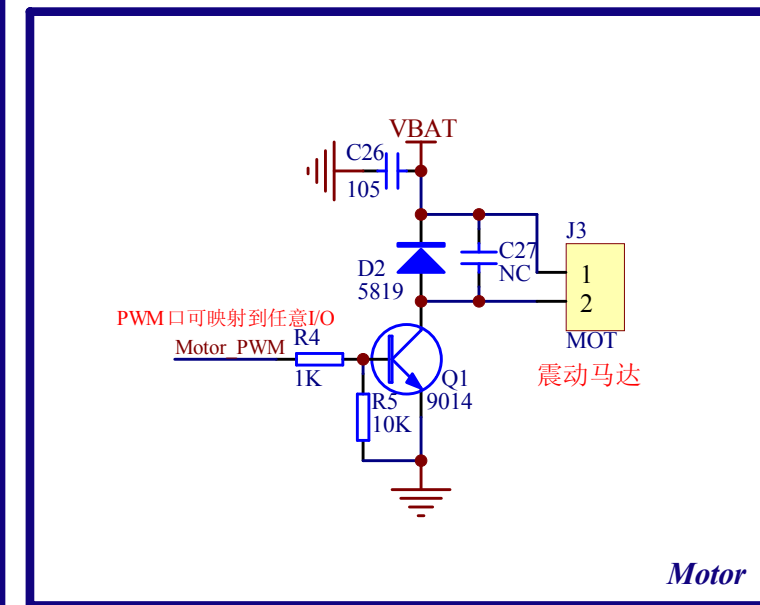 VBAT
C26
105
J3
C27
NC
D2
5819
1
2
MOT
震动马达
PWM口可映射到任意I/O
Motor_PWM
R4
1K
Q1
9014
R5
10K
Motor